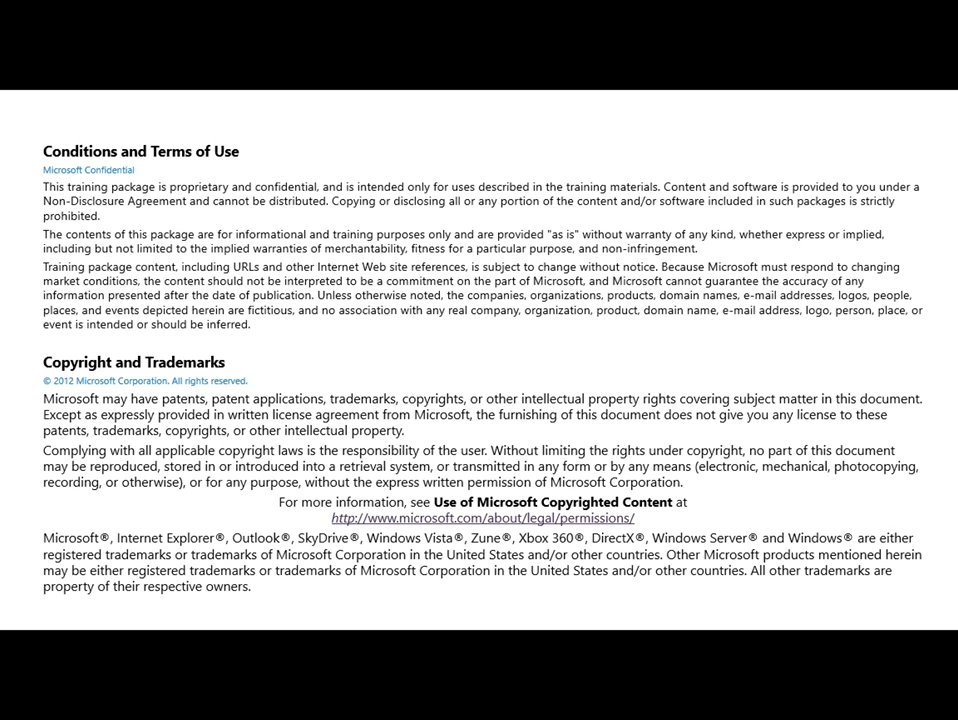 Conditions and Terms of Use
Microsoft Confidential
This training package is proprietary and confidential, and is intended only for uses described in the training materials. Content and software is provided to you under a
Non-Disclosure Agreement and cannot be distributed. Copying or disclosing all or any portion of the content and/or software included in such packages is strictly
prohibited.
The contents of this package are for informational and training purposes only and are provided "as is" without warranty of any kind, whether express or implied,
including but not limited to the implied warranties of merchantability, fitness for a particular purpose, and non-infringement.
Training package content, including URLs and other Internet Web site references, is subject to change without notice. Because Microsoft must respond to changing
market conditions, the content should not be interpreted to be a commitment on the part of Microsoft, and Microsoft cannot guarantee the accuracy of any
information presented after the date of publication. Unless otherwise noted, the companies, organizations, products, domain names, e-mail addresses, logos, people,
places, and events depicted herein are fictitious, and no association with any real company, organization, product, domain name, e-mail address, logo, person, place, or
event is intended or should be inferred.
Copyright and Trademarks
© 2012 Microsoft Corporation. All rights reserved.
Microsoft may have patents, patent applications, trademarks, copyrights, or other intellectual property rights covering subject matter in this document.
Except as expressly provided in written license agreement from Microsoft, the furnishing of this document does not give you any license to these
patents, trademarks, copyrights, or other intellectual property.
Complying with all applicable copyright laws is the responsibility of the user. Without limiting the rights under copyright, no part of this document
may be reproduced, stored in or introduced into a retrieval system, or transmitted in any form or by any means (electronic, mechanical, photocopying,
recording, or otherwise), or for any purpose, without the express written permission of Microsoft Corporation.
For more information, see Use of Microsoft Copyrighted Content at
http://www.microsoft.com/about/legal/permissions/
Microsoft®, Internet Explorer®, Outlook®, SkyDrive®, Windows Vista®, Zune®, Xbox 360®, DirectX®, Windows Server® and Windows® are either
registered trademarks or trademarks of Microsoft Corporation in the United States and/or other countries. Other Microsoft products mentioned herein
may be either registered trademarks or trademarks of Microsoft Corporation in the United States and/or other countries. All other trademarks are
property of their respective owners.